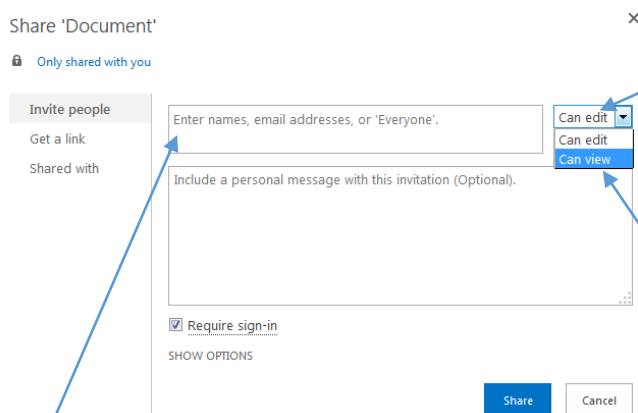 Share 'Document'
Only shared with you
Invite people
Get a link
Shared with
Enter names, email addresses, or 'Everyone'.
Can edit
Can edit
Can view
Include a personal message with this invitation (Optional).
Require sign-in
SHOW OPTIONS
Share
Cancel